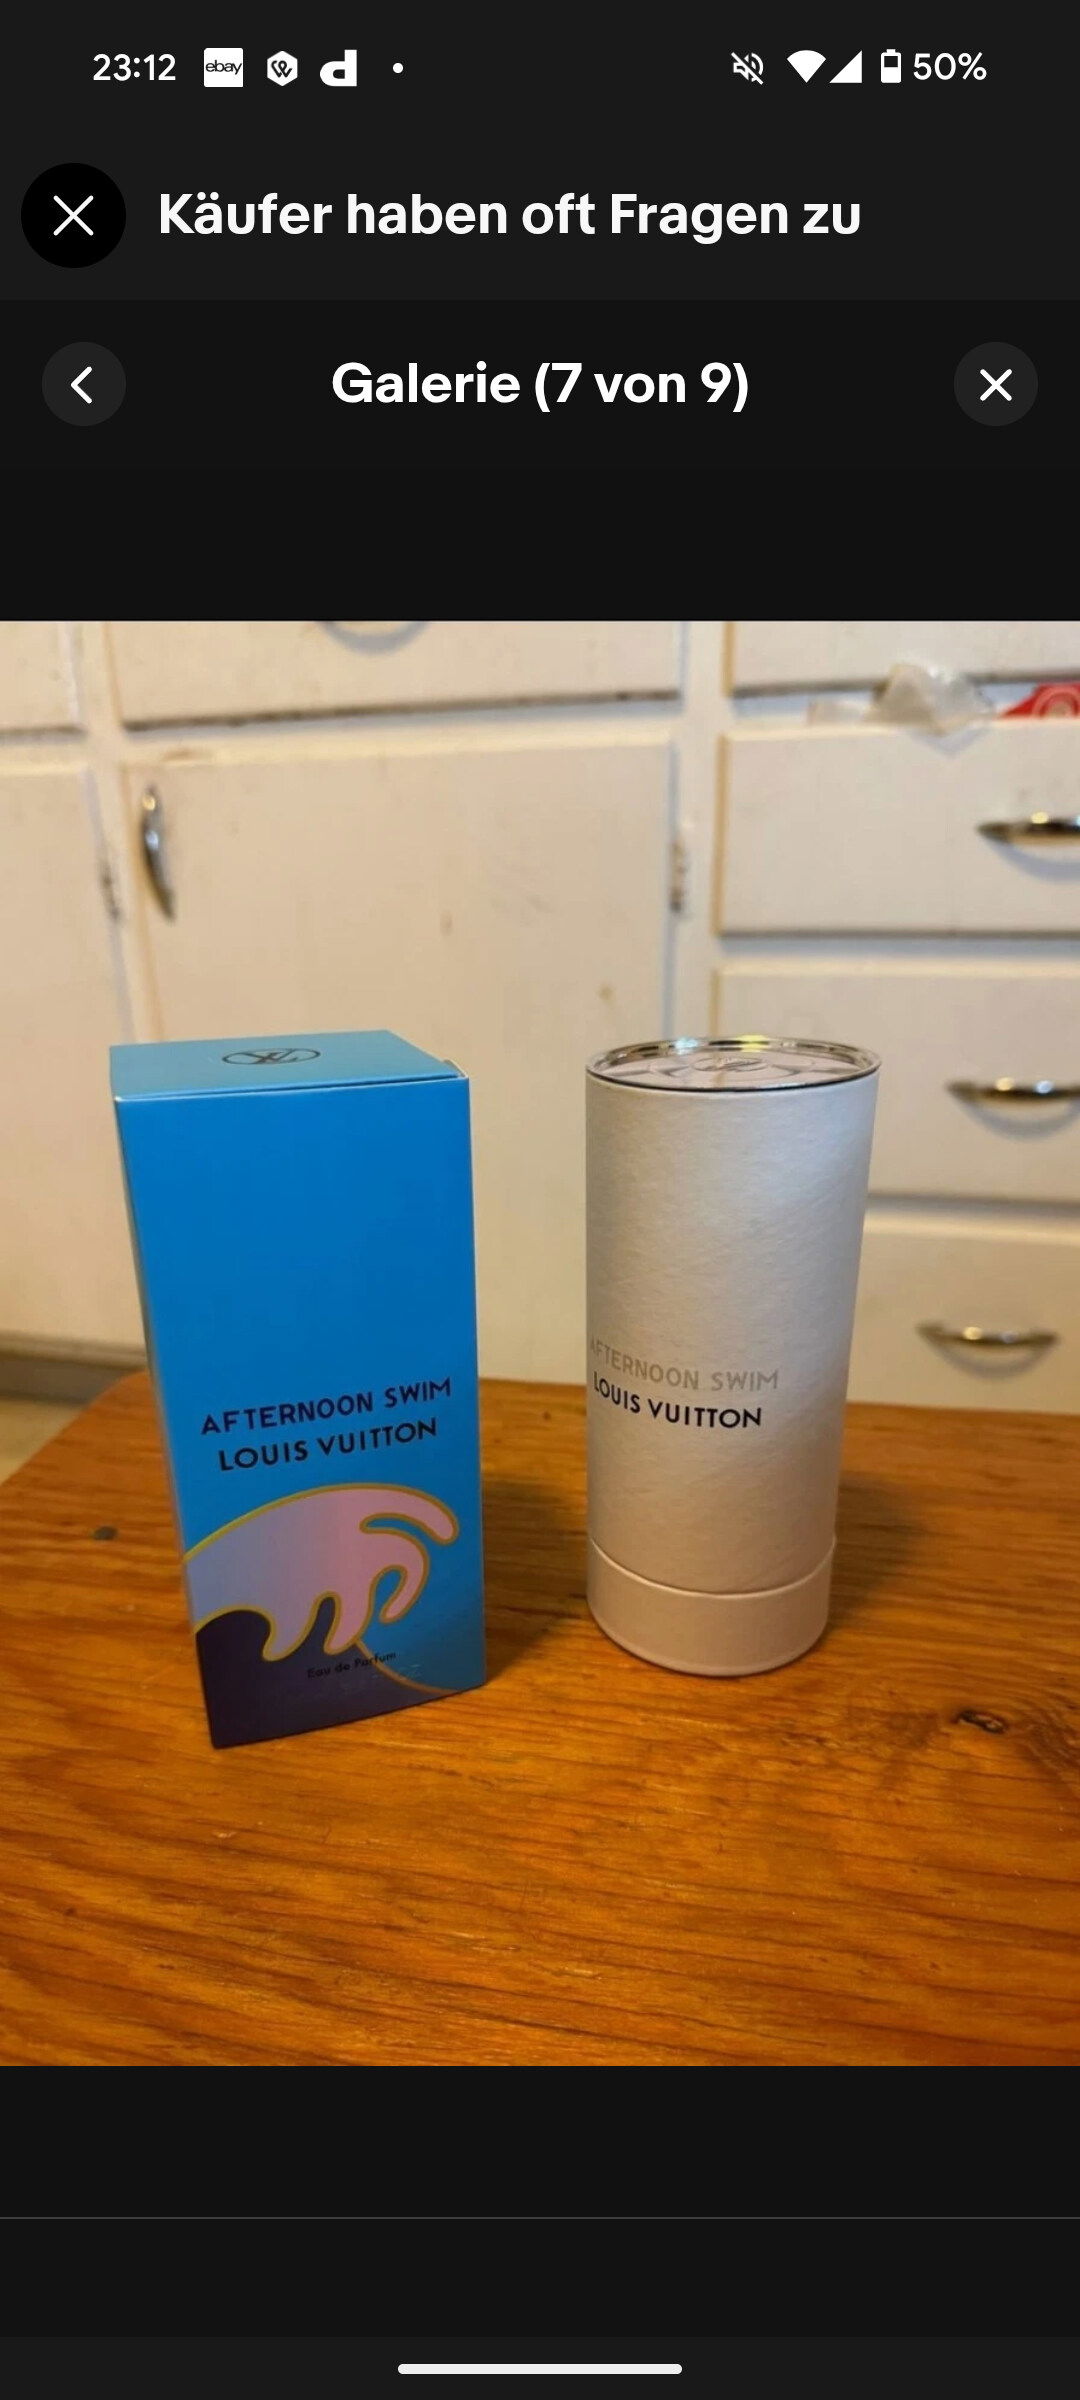 23:12
ebay
50%
Käufer haben oft Fragen zu
Galerie (7 von 9)
AFTERNOON SWIM
LOUIS VUITTON
Eau de Parfum
AFTERNOON SWIM
LOUIS VUITTON